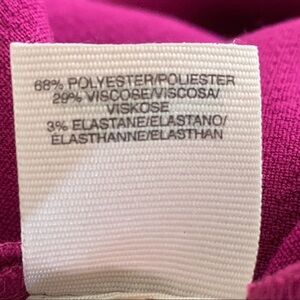 68% POLYESTER/POLIESTER
29% VISCOSE/VISCOSA/
VISKOSE
3% ELASTANE/ELASTANO/
ELASTHANNE/ELASTHAN